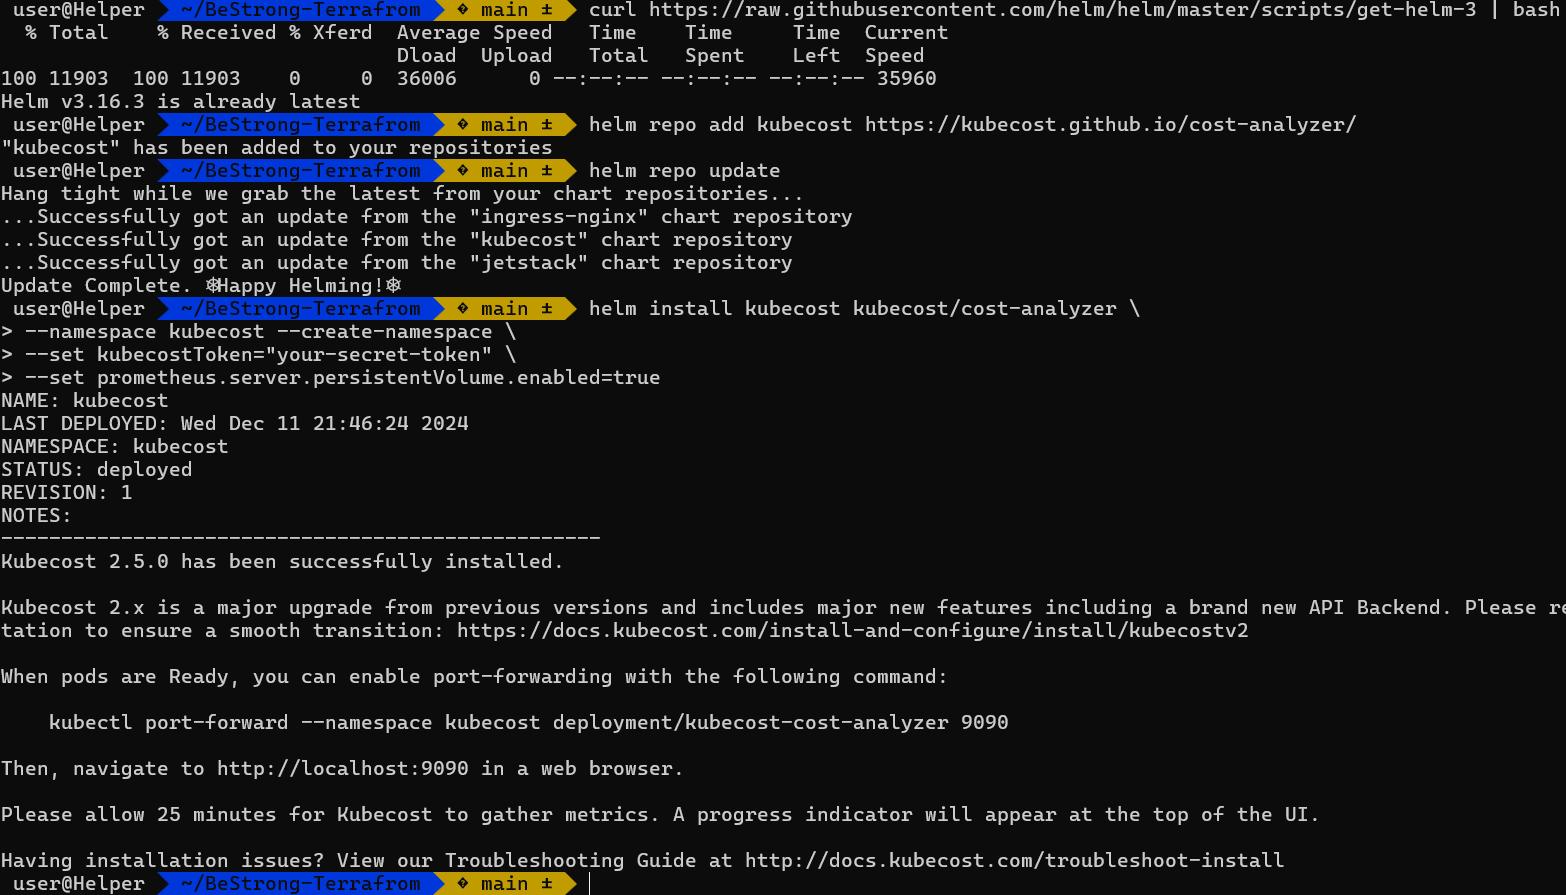 user@Helper ~/BeStrong-Terrafrom � main ± curl https://raw.githubusercontent.com/helm/helm/master/scripts/get-helm-3 | bash
% Total % Received % Xferd Average Speed Time Time Time Current
Dload Upload Total Spent Left Speed
100 11903 100 11903 0 0 36006 0 --:--:-- --:--:-- --:--:-- 35960
Helm v3.16.3 is already latest
user@Helper ~/BeStrong-Terrafrom � main ± helm repo add kubecost https://kubecost.github.io/cost-analyzer/
"kubecost" has been added to your repositories
user@Helper ~/BeStrong-Terrafrom � main ± helm repo update
Hang tight while we grab the latest from your chart repositories...
...Successfully got an update from the "ingress-nginx" chart repository
...Successfully got an update from the "kubecost" chart repository
...Successfully got an update from the "jetstack" chart repository
Update Complete. ⎈Happy Helming!⎈
user@Helper ~/BeStrong-Terrafrom � main ± helm install kubecost kubecost/cost-analyzer \
> --namespace kubecost --create-namespace \
> --set kubecostToken="your-secret-token" \
> --set prometheus.server.persistentVolume.enabled=true
NAME: kubecost
LAST DEPLOYED: Wed Dec 11 21:46:24 2024
NAMESPACE: kubecost
STATUS: deployed
REVISION: 1
NOTES:
--------------------------------------------------
Kubecost 2.5.0 has been successfully installed.
Kubecost 2.x is a major upgrade from previous versions and includes major new features including a brand new API Backend. Please re
tation to ensure a smooth transition: https://docs.kubecost.com/install-and-configure/install/kubecostv2
When pods are Ready, you can enable port-forwarding with the following command:
kubectl port-forward --namespace kubecost deployment/kubecost-cost-analyzer 9090
Then, navigate to http://localhost:9090 in a web browser.
Please allow 25 minutes for Kubecost to gather metrics. A progress indicator will appear at the top of the UI.
Having installation issues? View our Troubleshooting Guide at http://docs.kubecost.com/troubleshoot-install
user@Helper ~/BeStrong-Terrafrom � main ±